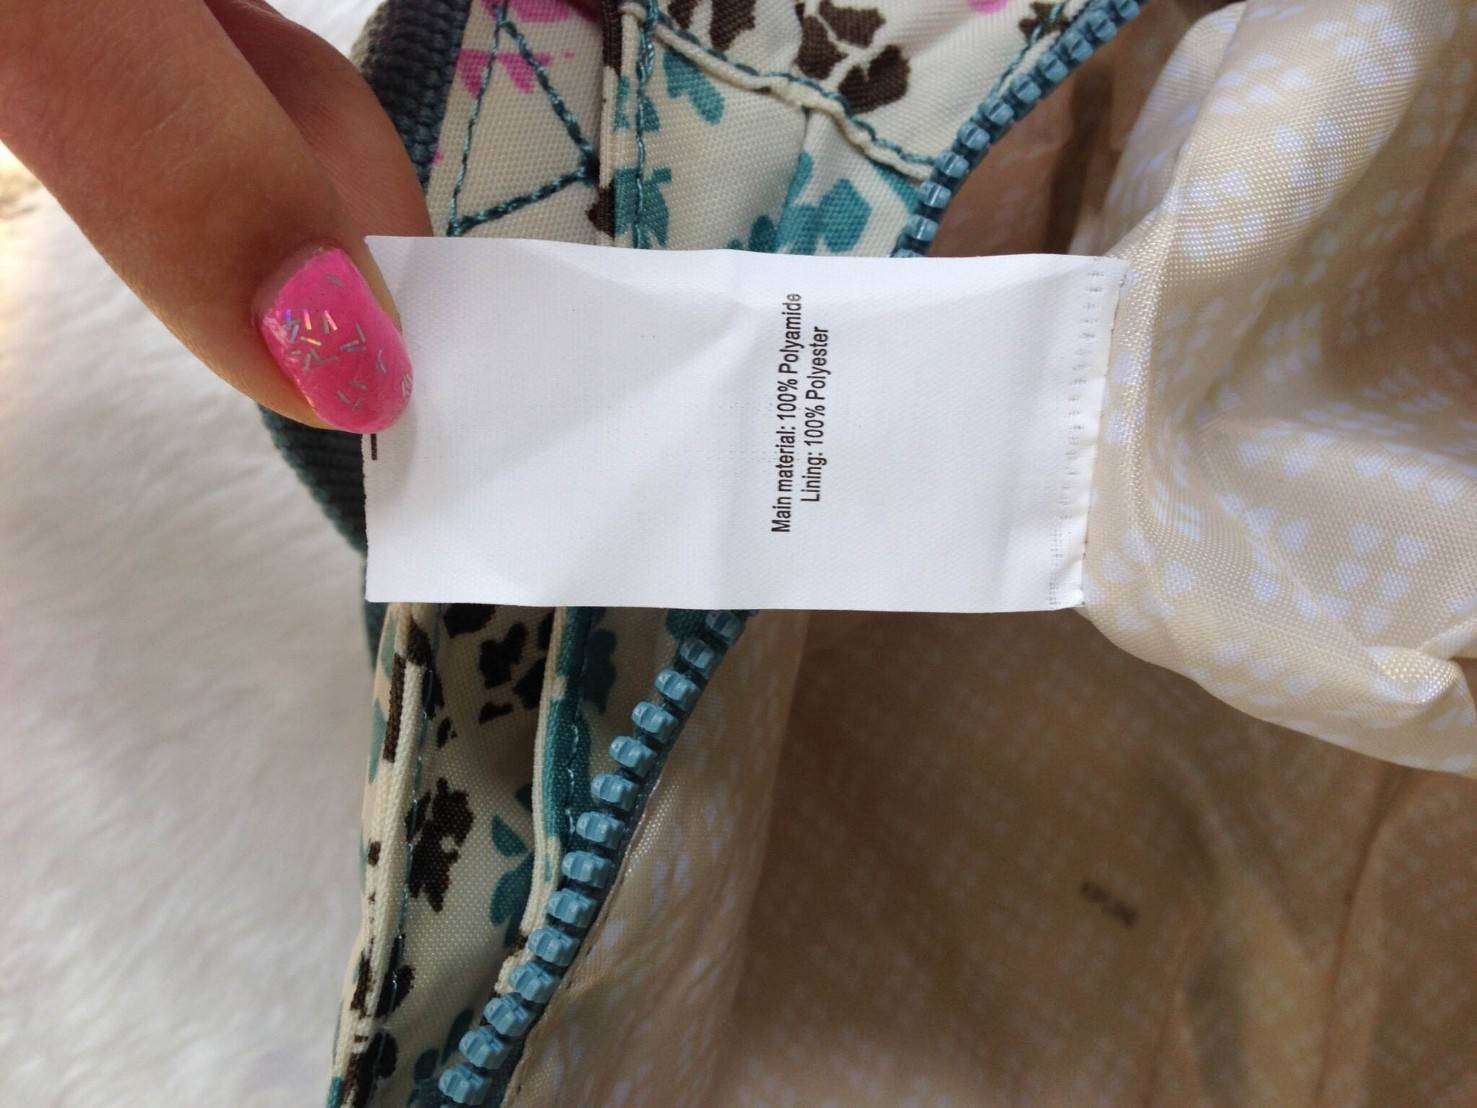 Main material: 100% Polyamide
Lining: 100% Polyester